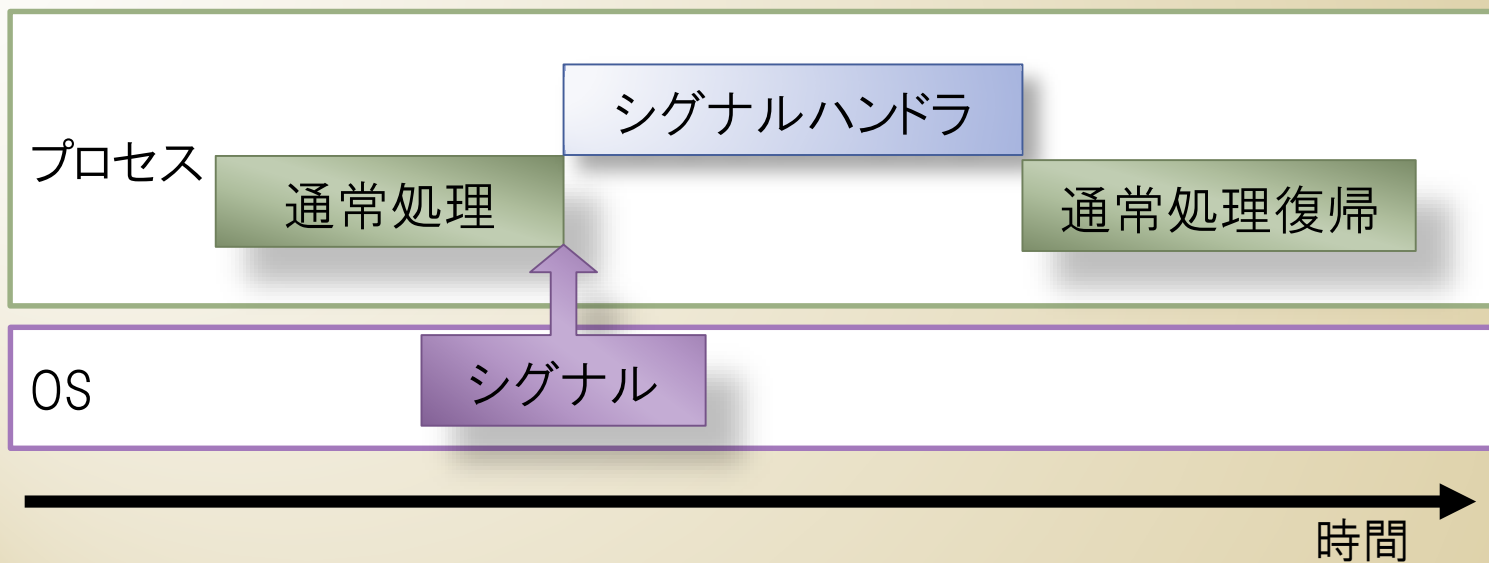 シグナルハンドラ
プロセス
通常処理
通常処理復帰
シグナル
OS
時間